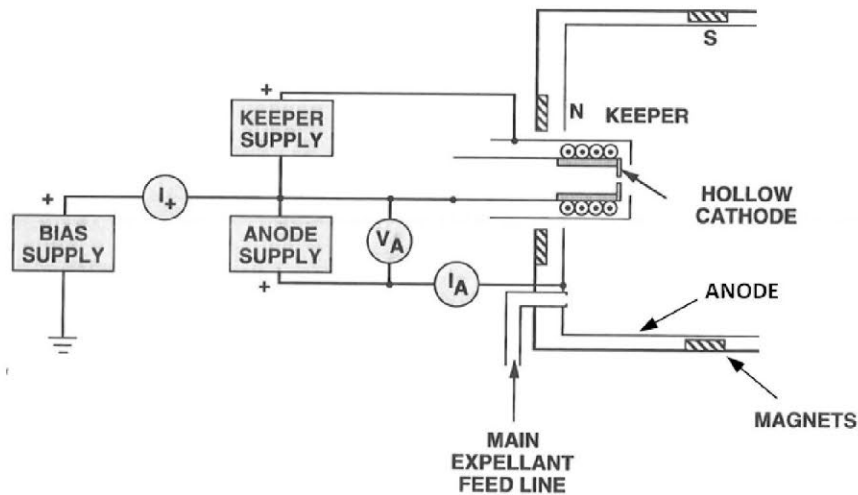 S
+
N
KEEPER
KEEPER
SUPPLY
+
I+
HOLLOW
CATHODE
BIAS
SUPPLY
ANODE
SUPPLY
VA
+
IA
ANODE
MAGNETS
MAIN
EXPELLANT
FEED LINE